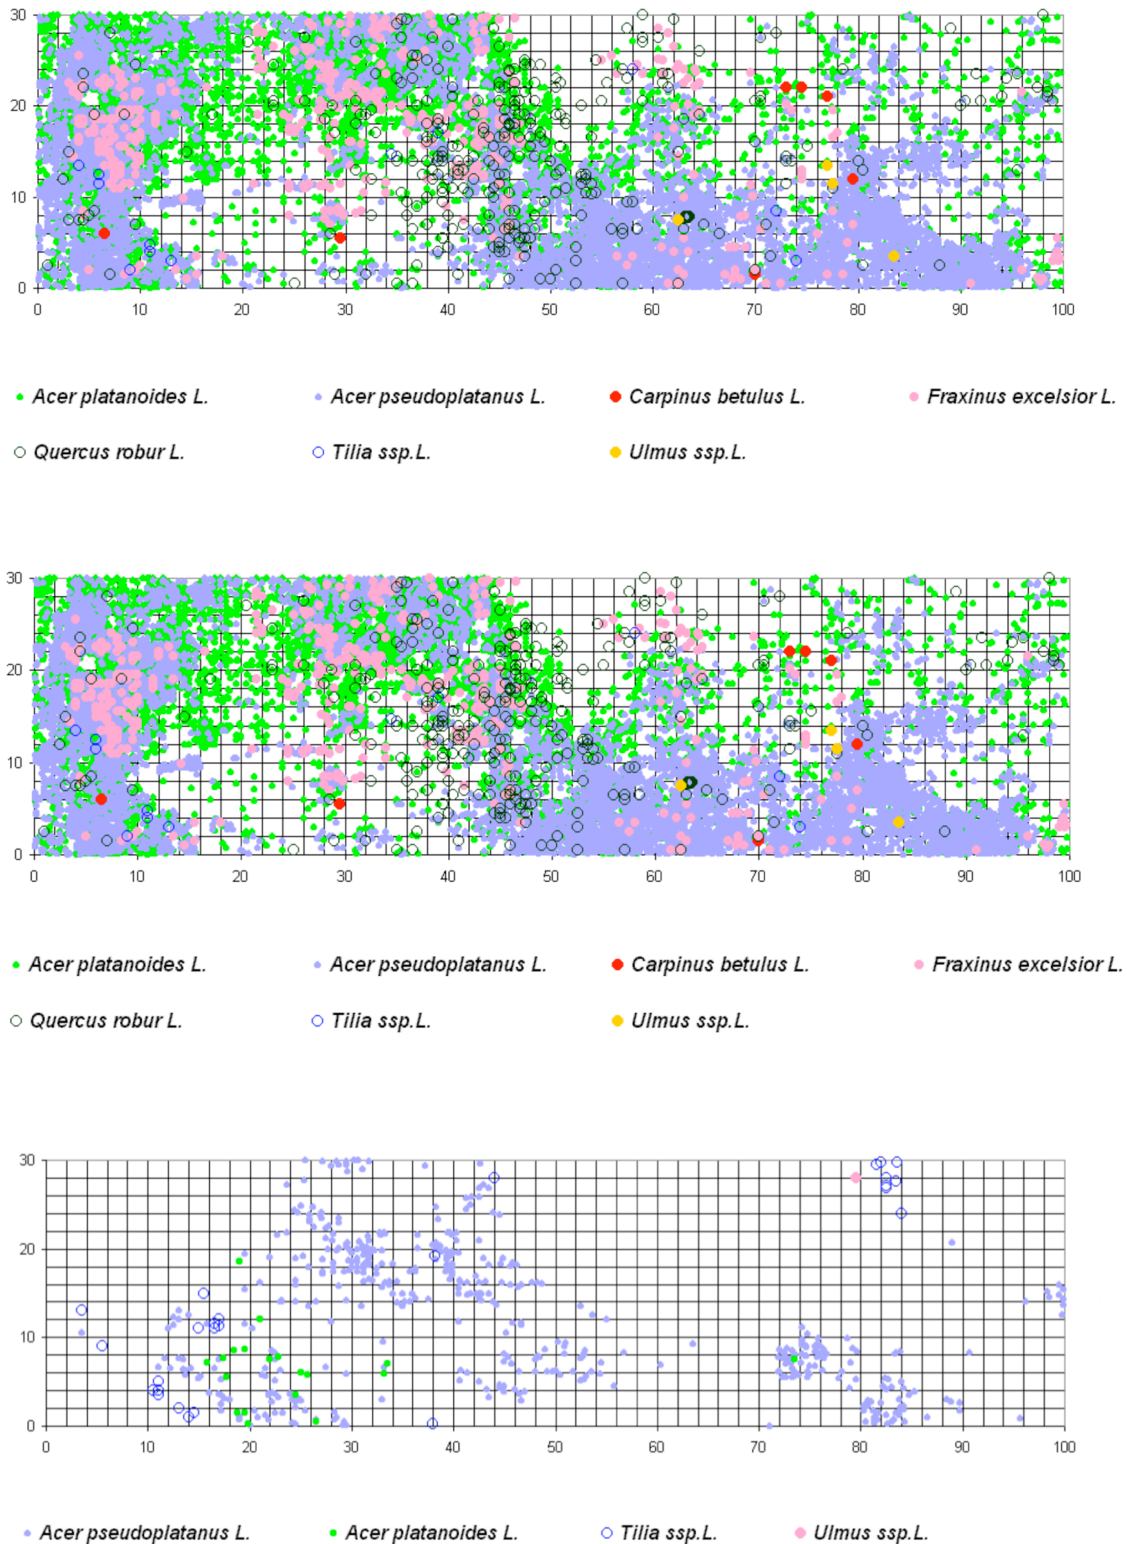 30
20
10
0
0 10 20 30 40 50 60 70 80 90 100
Acer platanoides L. Acer pseudoplatanus L. Carpinus betulus L. Fraxinus excelsior L.
Quercus robur L. Tilia ssp.L. Ulmus ssp.L.
30
20
10
0
0 10 20 30 40 50 60 70 80 90 100
Acer platanoides L. Acer pseudoplatanus L. Carpinus betulus L. Fraxinus excelsior L.
Quercus robur L. Tilia ssp.L. Ulmus ssp.L.
30
20
10
0
0 10 20 30 40 50 60 70 80 90 100
Acer pseudoplatanus L. Acer platanoides L. Tilia ssp.L. Ulmus ssp.L.